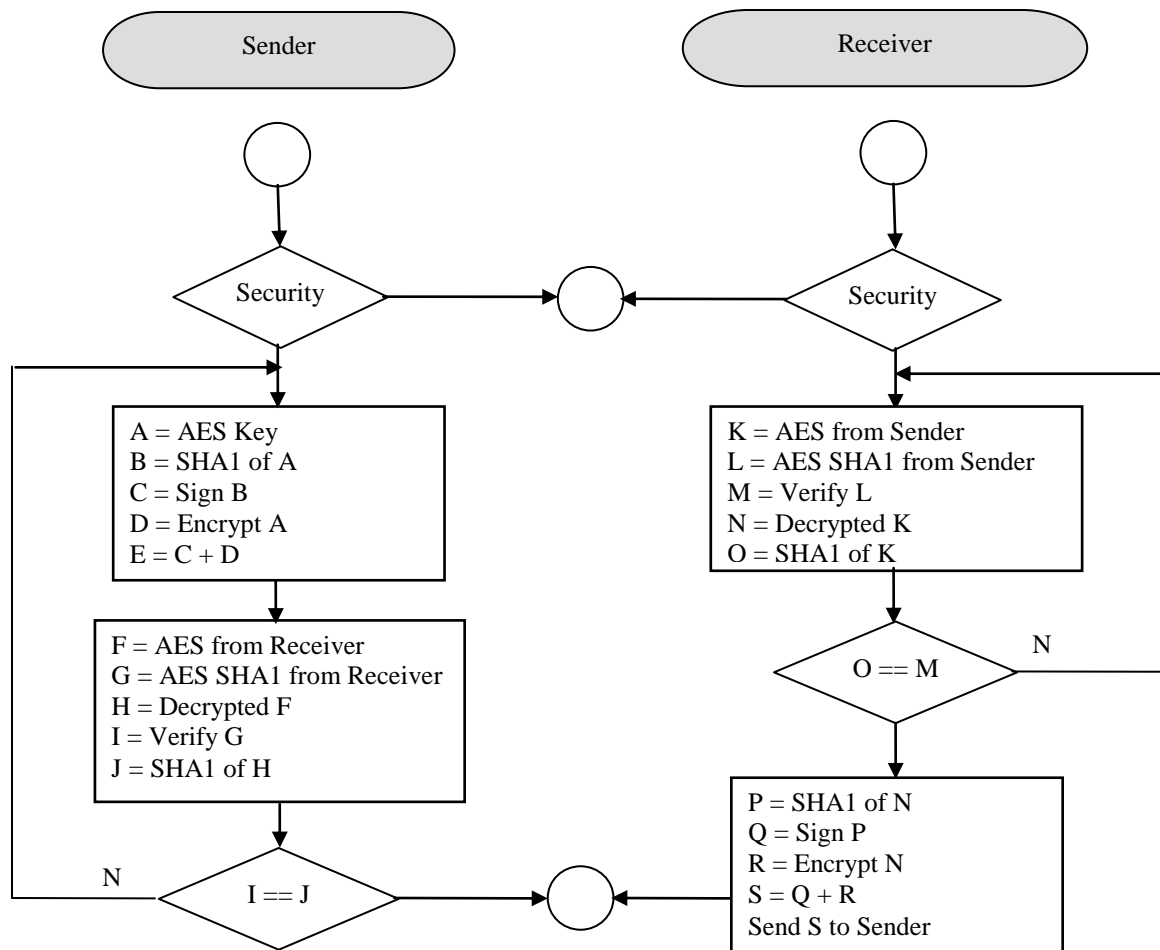 Sender
Receiver
Security
Security
A = AES Key
B = SHA1 of A
C = Sign B
D = Encrypt A
E = C + D
K = AES from Sender
L = AES SHA1 from Sender
M = Verify L
N = Decrypted K
O = SHA1 of K
F = AES from Receiver
G = AES SHA1 from Receiver
H = Decrypted F
I = Verify G
J = SHA1 of H
O == M
N
P = SHA1 of N
Q = Sign P
R = Encrypt N
S = Q + R
Send S to Sender
N
I == J